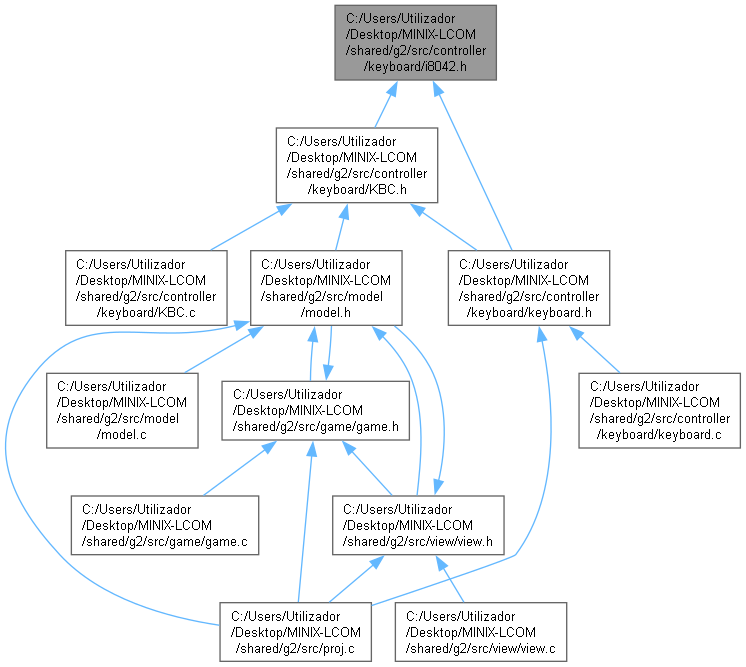 C:/Users/Utilizador
/Desktop/MINIX-LCOM
/shared/g2/src/controller
/keyboard/i8042.h
C:/Users/Utilizador
/Desktop/MINIX-LCOM
/shared/g2/src/controller
/keyboard/KBC.h
C:/Users/Utilizador
/Desktop/MINIX-LCOM
/shared/g2/src/controller
/keyboard/KBC.c
C:/Users/Utilizador
/Desktop/MINIX-LCOM
/shared/g2/src/model
/model.h
C:/Users/Utilizador
/Desktop/MINIX-LCOM
/shared/g2/src/controller
/keyboard/keyboard.h
C:/Users/Utilizador
/Desktop/MINIX-LCOM
/shared/g2/src/model
/model.c
C:/Users/Utilizador
/Desktop/MINIX-LCOM
/shared/g2/src/game/game.h
C:/Users/Utilizador
/Desktop/MINIX-LCOM
/shared/g2/src/controller
/keyboard/keyboard.c
C:/Users/Utilizador
/Desktop/MINIX-LCOM
/shared/g2/src/game/game.c
C:/Users/Utilizador
/Desktop/MINIX-LCOM
/shared/g2/src/view/view.h
C:/Users/Utilizador
/Desktop/MINIX-LCOM
/shared/g2/src/proj.c
C:/Users/Utilizador
/Desktop/MINIX-LCOM
/shared/g2/src/view/view.c